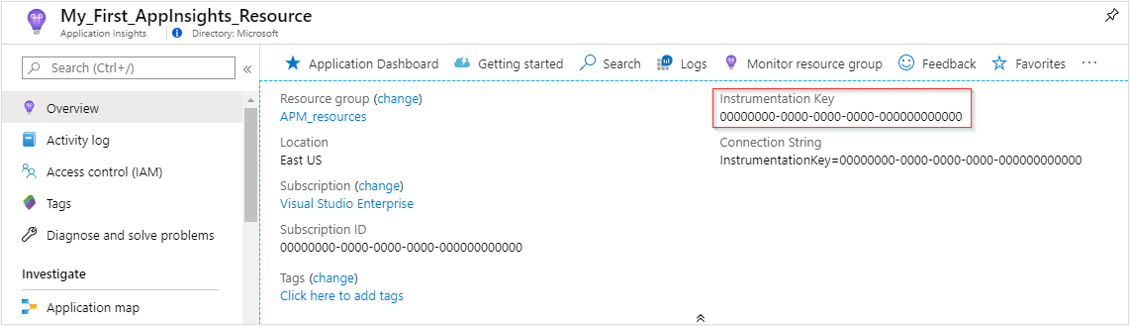 My_First_AppInsights_Resource
Application Insights
Directory: Microsoft
Search (Ctrl+/)
Overview
Activity log
Access control (IAM)
Tags
Diagnose and solve problems
Investigate
Application map
Application Dashboard
Getting started
Search
Logs
Monitor resource group
Feedback
Favorites
Resource group (change)
APM_resources
Location
East US
Subscription (change)
Visual Studio Enterprise
Subscription ID
00000000-0000-0000-0000-000000000000
Tags (change)
Click here to add tags
Instrumentation Key
00000000-0000-0000-0000-000000000000
Connection String
InstrumentationKey=00000000-0000-0000-0000-000000000000